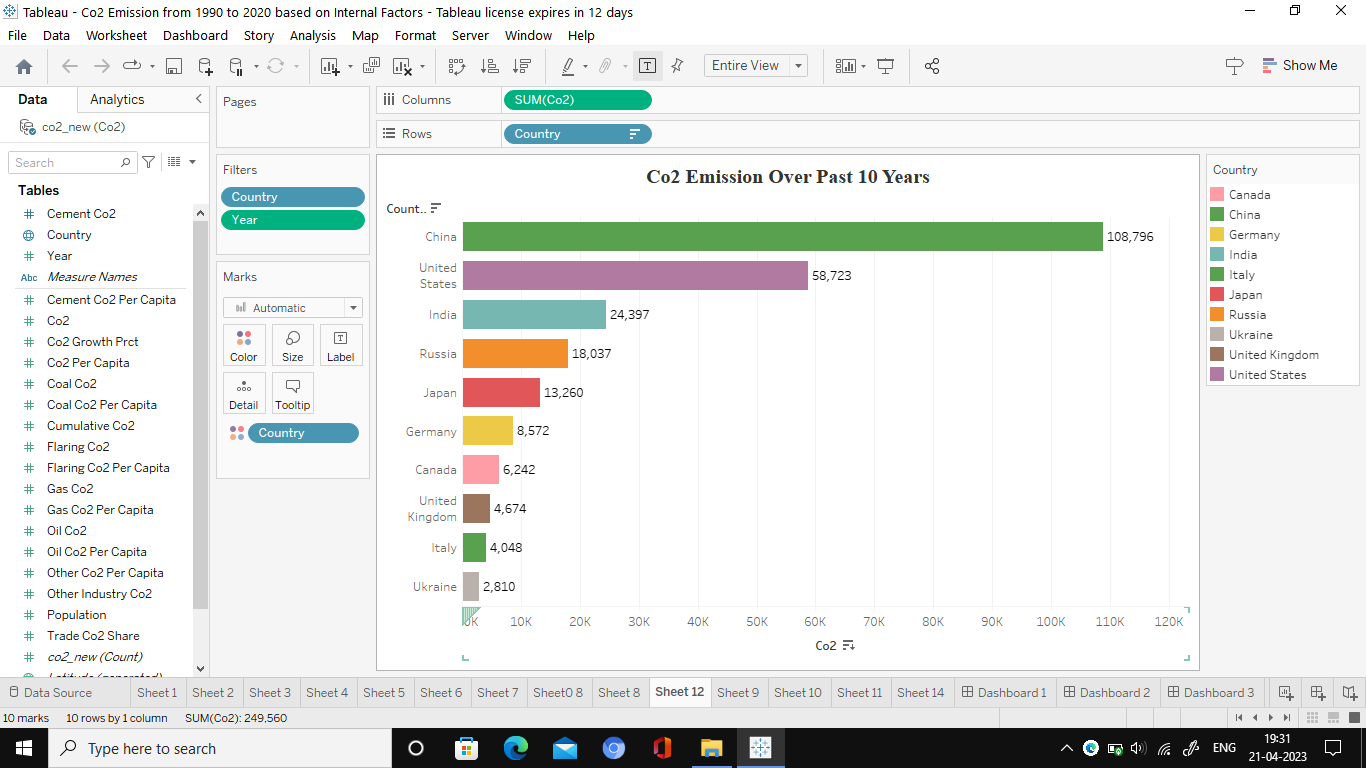 Tableau - Co2 Emission from 1990 to 2020 based on Internal Factors - Tableau license expires in 12 days
File Data Worksheet Dashboard Story Analysis Map Format Server Window Help
Entire View
Show Me
Data Analytics
co2_new (Co2)
Search
Tables
Cement Co2
Country
Year
Abc Measure Names
Cement Co2 Per Capita
Co2
Co2 Growth Prct
Co2 Per Capita
Coal Co2
Coal Co2 Per Capita
Cumulative Co2
Flaring Co2
Flaring Co2 Per Capita
Gas Co2
Gas Co2 Per Capita
Oil Co2
Oil Co2 Per Capita
Other Co2 Per Capita
Other Industry Co2
Population
Trade Co2 Share
co2_new (Count)
Latitude (generated)
Pages
Filters
Country
Year
Marks
Automatic
Color Size Label
Detail Tooltip
Country
Columns SUM(Co2)
Rows Country
Co2 Emission Over Past 10 Years
Count..
China 108,796
United
States 58,723
India 24,397
Russia 18,037
Japan 13,260
Germany 8,572
Canada 6,242
United
Kingdom 4,674
Italy 4,048
Ukraine 2,810
0K 10K 20K 30K 40K 50K 60K 70K 80K 90K 100K 110K 120K
Co2
Country
Canada
China
Germany
India
Italy
Japan
Russia
Ukraine
United Kingdom
United States
Data Source Sheet 1 Sheet 2 Sheet 3 Sheet 4 Sheet 5 Sheet 6 Sheet 7 Sheet0 8 Sheet 8 Sheet 12 Sheet 9 Sheet 10 Sheet 11 Sheet 14 Dashboard 1 Dashboard 2 Dashboard 3
10 marks 10 rows by 1 column SUM(Co2): 249.560
Type here to search
ENG
19:31
21-04-2023